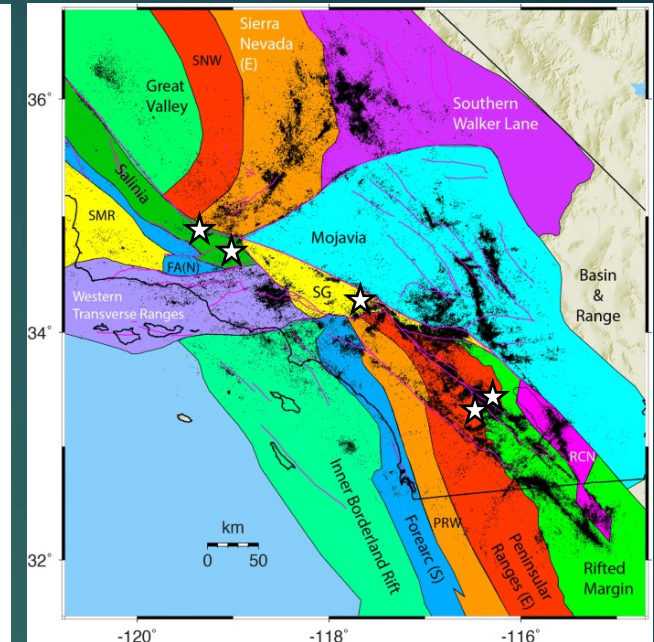 Sierra
Nevada
(E)
SNW
Great
Valley
36°
Southern
Walker Lane
Salinia
SMR
Mojavia
FA(N)
Basin
&
Range
SG
Western
Transverse Ranges
34°
RCN
Inner Borderland Rift
Forearc (S)
PRW
Peninsular
Ranges (E)
km
0 50
Rifted
Margin
32°
-120° -118° -116°